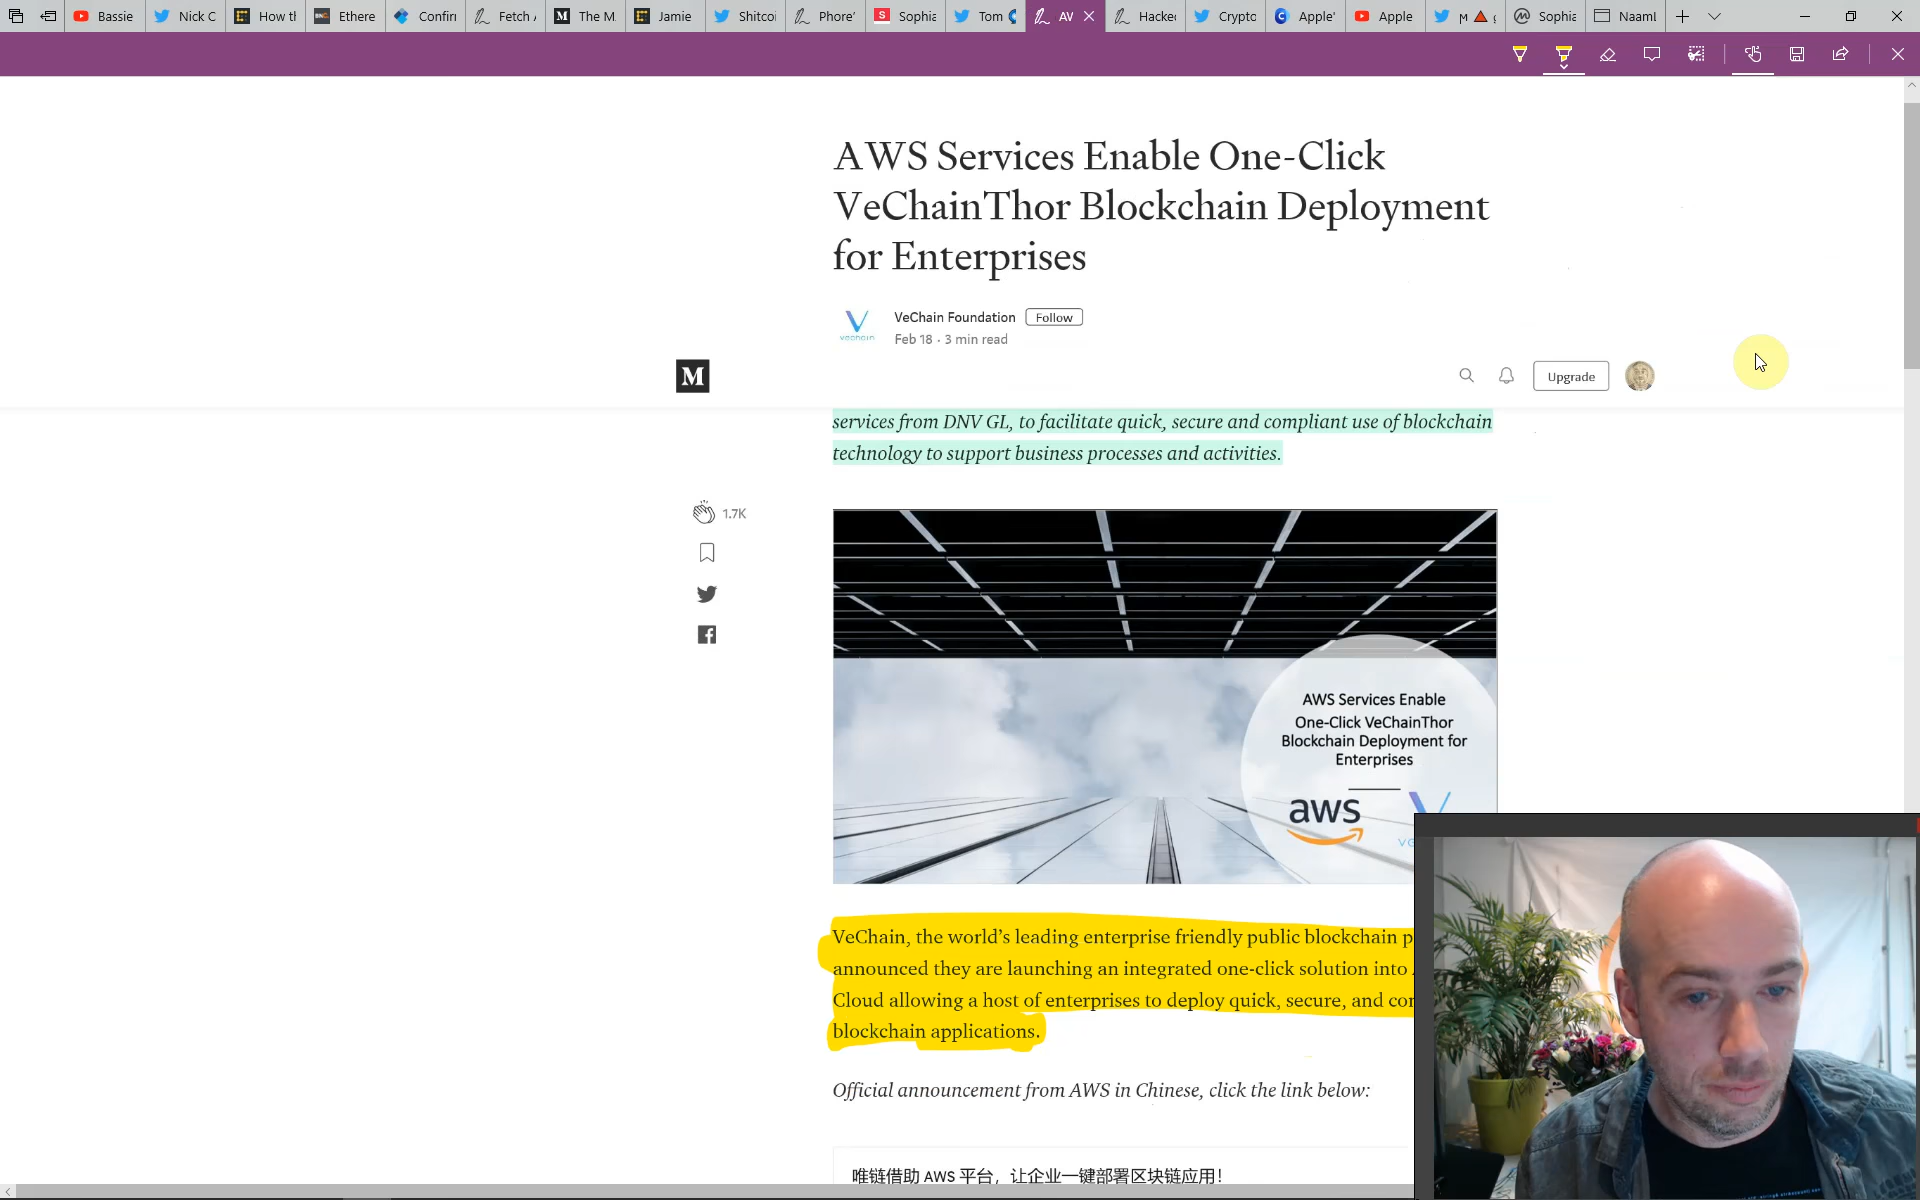 Bassie
Nick C
How tl
Ethere
Confiri
Fetch
The M
Jamie
Shitcoi
Phore'
Sophia
Tom
AV
Hacke
Crypto
Apple'
Apple
Sophia
Naaml
AWS Services Enable One-Click
VeChainThor Blockchain Deployment
for Enterprises
VeChain Foundation Follow
Feb 18 · 3 min read
M
Upgrade
services from DNV GL, to facilitate quick, secure and compliant use of blockchain
technology to support business processes and activities.
1.7K
AWS Services Enable
One-Click VeChainThor
Blockchain Deployment for
Enterprises
aws
VeChain, the world's leading enterprise friendly public blockchain p
announced they are launching an integrated one-click solution into
Cloud allowing a host of enterprises to deploy quick, secure, and cor
blockchain applications.
Official announcement from AWS in Chinese, click the link below:
唯链借助 AWS 平台，让企业一键部署区块链应用！